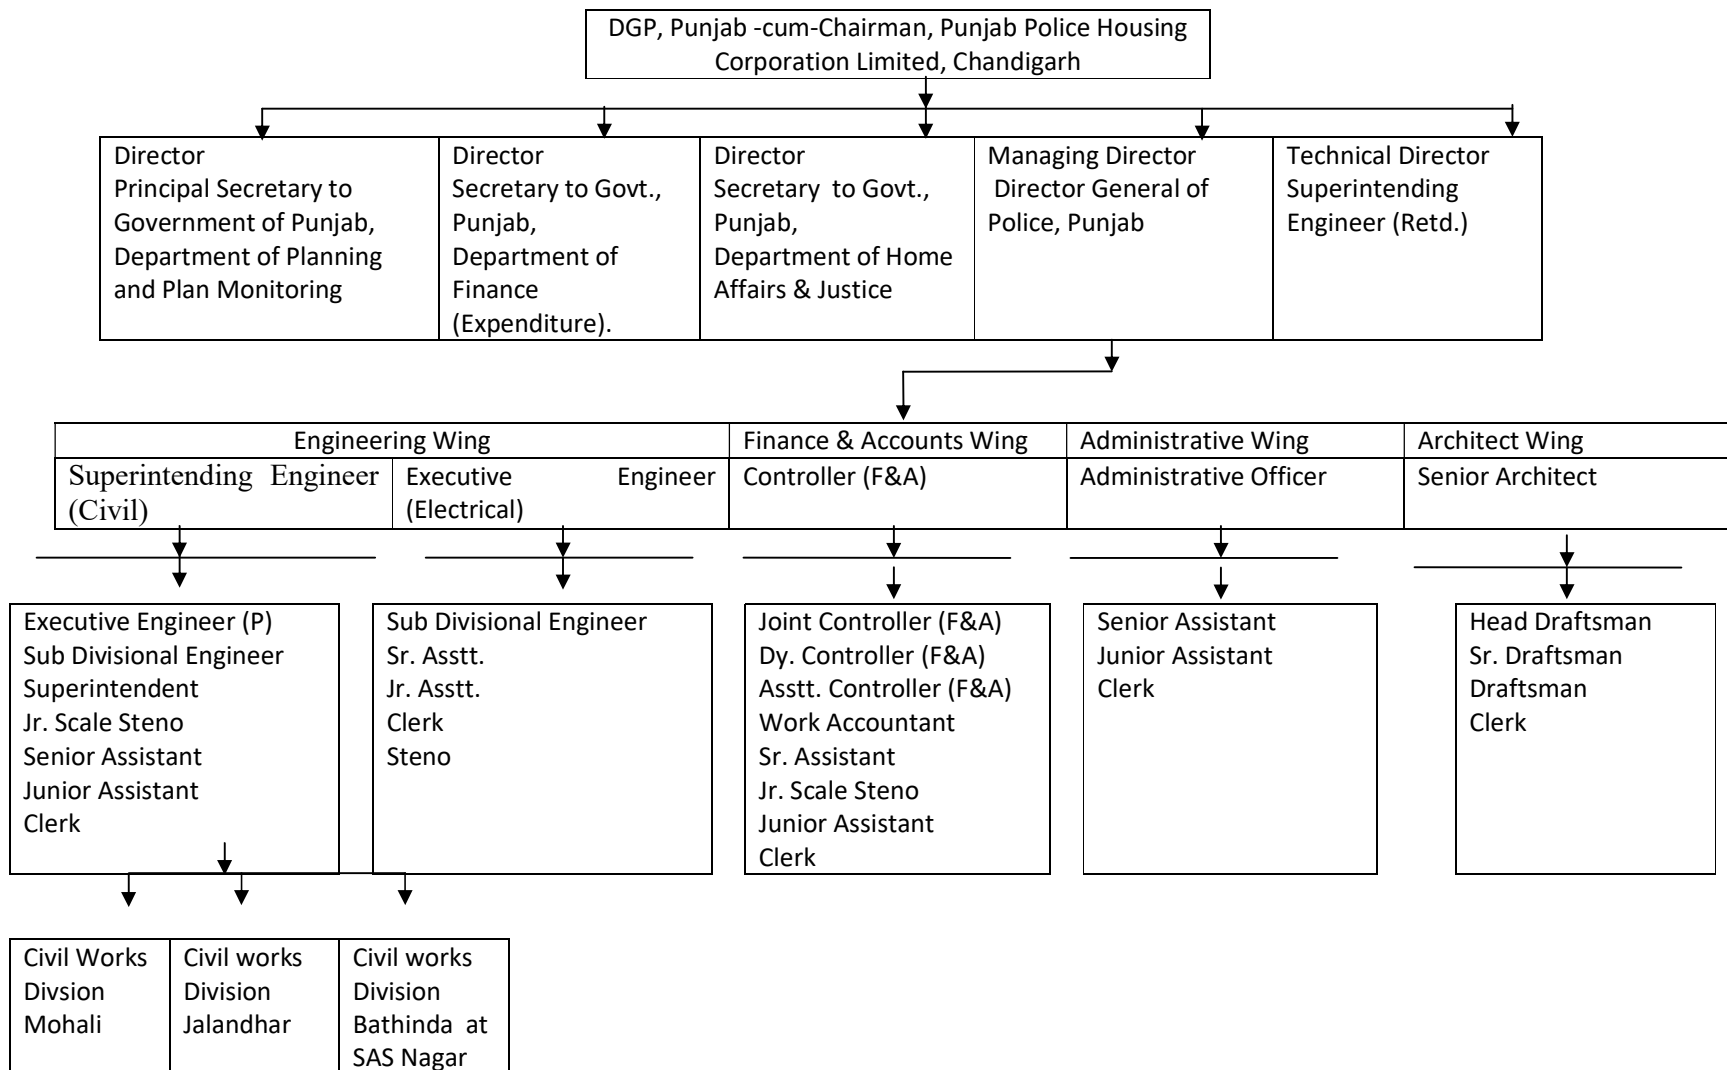 DGP, Punjab -cum-Chairman, Punjab Police Housing
Corporation Limited, Chandigarh
Director
Principal Secretary to
Government of Punjab,
Department of Planning
and Plan Monitoring
Director
Secretary to Govt.,
Punjab,
Department of
Finance
(Expenditure).
Director
Secretary to Govt.,
Punjab,
Department of Home
Affairs & Justice
Managing Director
Director General of
Police, Punjab
Technical Director
Superintending
Engineer (Retd.)
Engineering Wing
Finance & Accounts Wing
Administrative Wing
Architect Wing
Superintending Engineer
(Civil)
Executive Engineer
(Electrical)
Controller (F&A)
Administrative Officer
Senior Architect
Executive Engineer (P)
Sub Divisional Engineer
Superintendent
Jr. Scale Steno
Senior Assistant
Junior Assistant
Clerk
Sub Divisional Engineer
Sr. Asstt.
Jr. Asstt.
Clerk
Steno
Joint Controller (F&A)
Dy. Controller (F&A)
Asstt. Controller (F&A)
Work Accountant
Sr. Assistant
Jr. Scale Steno
Junior Assistant
Clerk
Senior Assistant
Junior Assistant
Clerk
Head Draftsman
Sr. Draftsman
Draftsman
Clerk
Civil Works
Divsion
Mohali
Civil works
Division
Jalandhar
Civil works
Division
Bathinda at
SAS Nagar